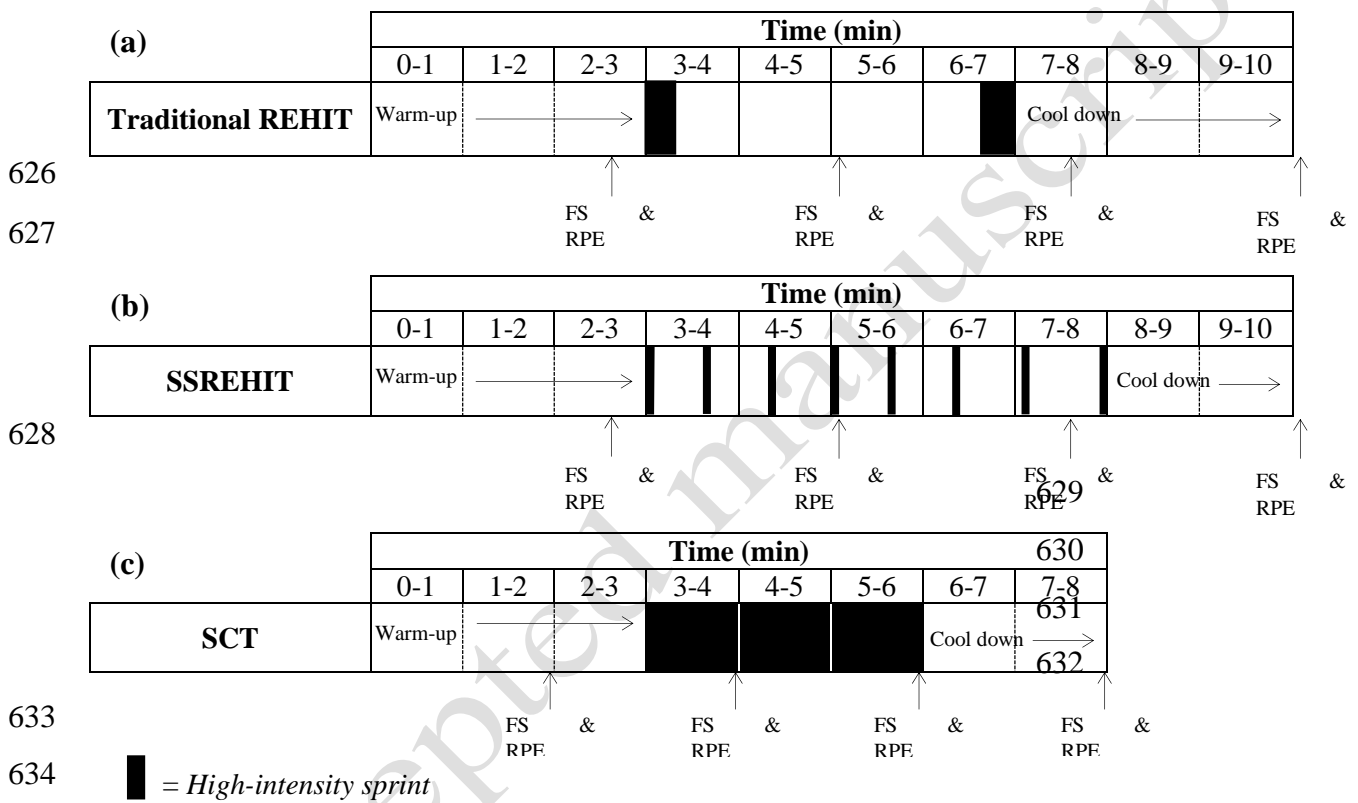 (a)
Time (min)
0-1 1-2 2-3 3-4 4-5 5-6 6-7 7-8 8-9 9-10
Traditional REHIT Warm-up Cool down
626
FS & FS & FS & FS &
627
RPE RPE RPE RPE
(b)
Time (min)
0-1 1-2 2-3 3-4 4-5 5-6 6-7 7-8 8-9 9-10
SSREHIT Warm-up Cool down
628
FS & FS & FS & FS &
629
RPE RPE RPE RPE
(c)
Time (min) 630
0-1 1-2 2-3 3-4 4-5 5-6 6-7 7-8
631
SCT Warm-up Cool down
632
633
FS & FS & FS & FS &
RPE RPE RPE RPE
634
= High-intensity sprint
epted manuscrip